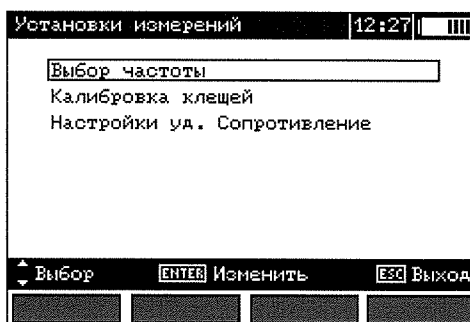 Установки измерений 12:27
Выбор частоты
Калибровка клещей
Настройки уд. Сопротивление
Выбор ENTER Изменить ESC Выход